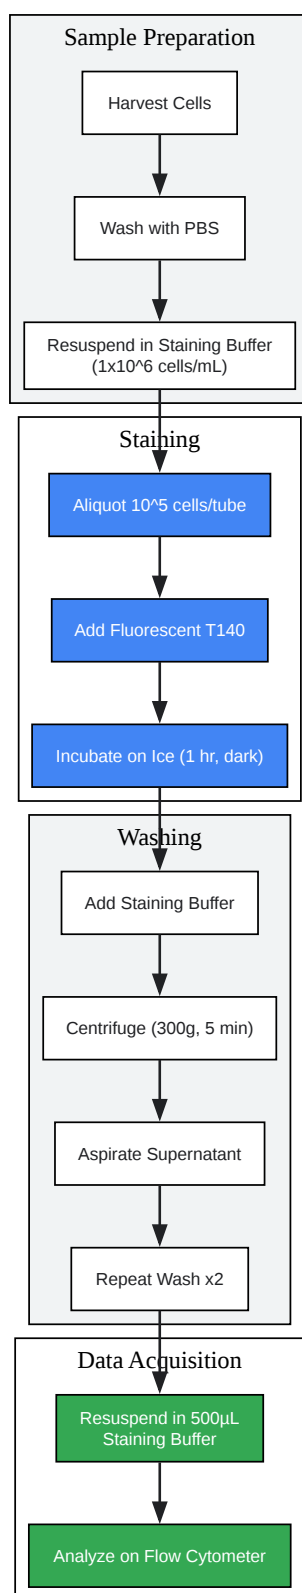 Sample Preparation
Harvest Cells
Wash with PBS
Resuspend in Staining Buffer
(1x10^6 cells/mL)
Staining
Aliquot 10^5 cells/tube
Add Fluorescent T140
Incubate on Ice (1 hr, dark)
Washing
Add Staining Buffer
Centrifuge (300g, 5 min)
Aspirate Supernatant
Repeat Wash x2
Data Acquisition
Resuspend in 500µL
Staining Buffer
Analyze on Flow Cytometer